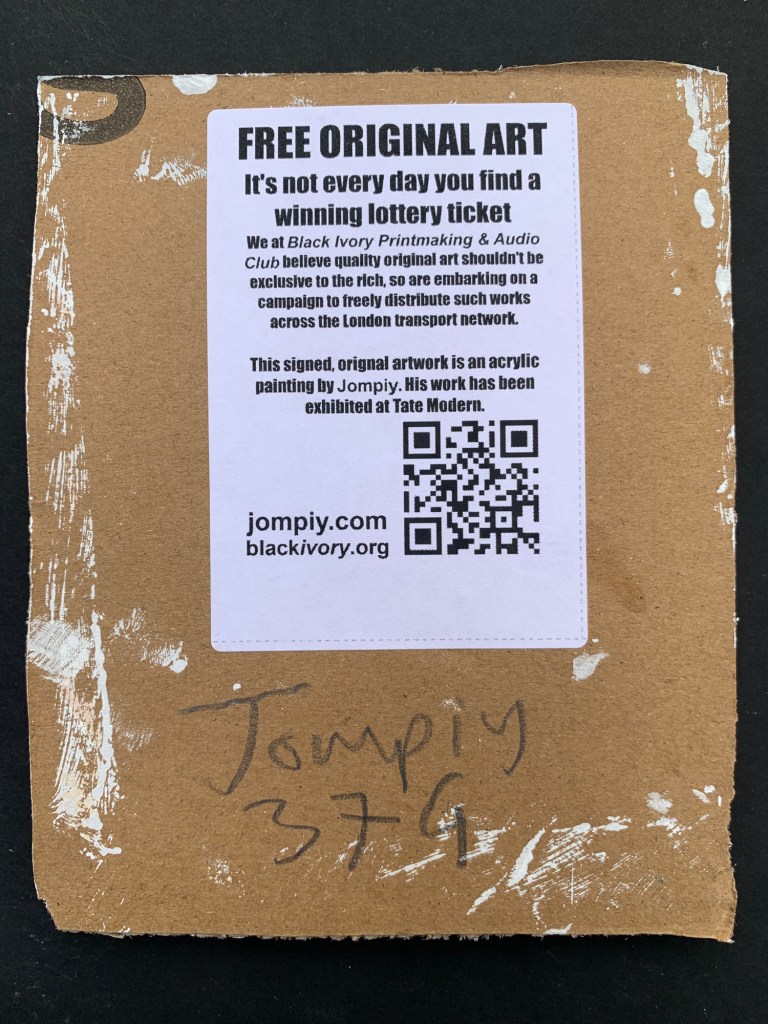 FREE ORIGINAL ART
It's not every day you find a
winning lottery ticket
We at Black Ivory Printmaking & Audio
Club believe quality original art shouldn't be
exclusive to the rich, so are embarking on a
campaign to freely distribute such works
across the London transport network.
This signed, orignal artwork is an acrylic
painting by Jompiy. His work has been
exhibited at Tate Modern.
jompiy.com
blackivory.org
Jompiy
379